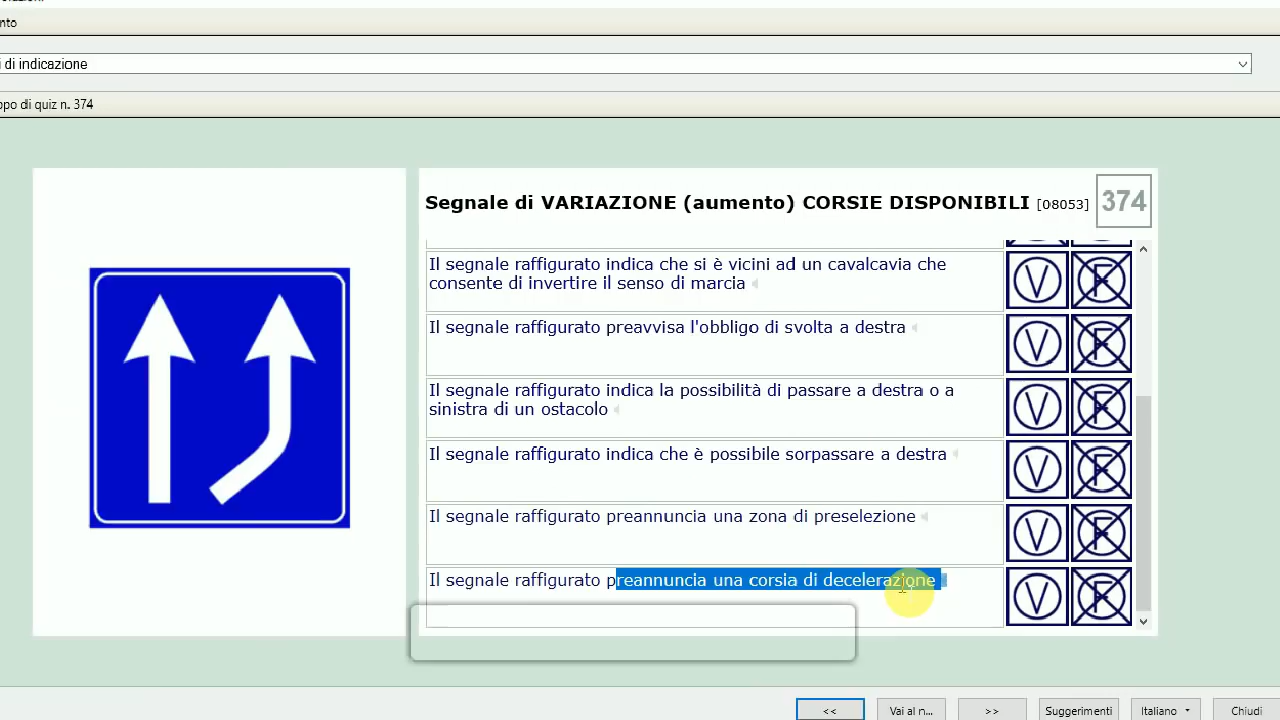 nto
di indicazione
ppo di quiz n. 374
Segnale di VARIAZIONE (aumento) CORSIE DISPONIBILI [08053] 374
Il segnale raffigurato indica che si è vicini ad un cavalcavia che
consente di invertire il senso di marcia
V F
Il segnale raffigurato preavvisa l'obbligo di svolta a destra
V F
Il segnale raffigurato indica la possibilità di passare a destra o a
sinistra di un ostacolo
V F
Il segnale raffigurato indica che è possibile sorpassare a destra
V F
Il segnale raffigurato preannuncia una zona di preselezione
V F
Il segnale raffigurato preannuncia una corsia di decelerazione
V F
<< Vai al n... >> Suggerimenti Italiano Chiudi